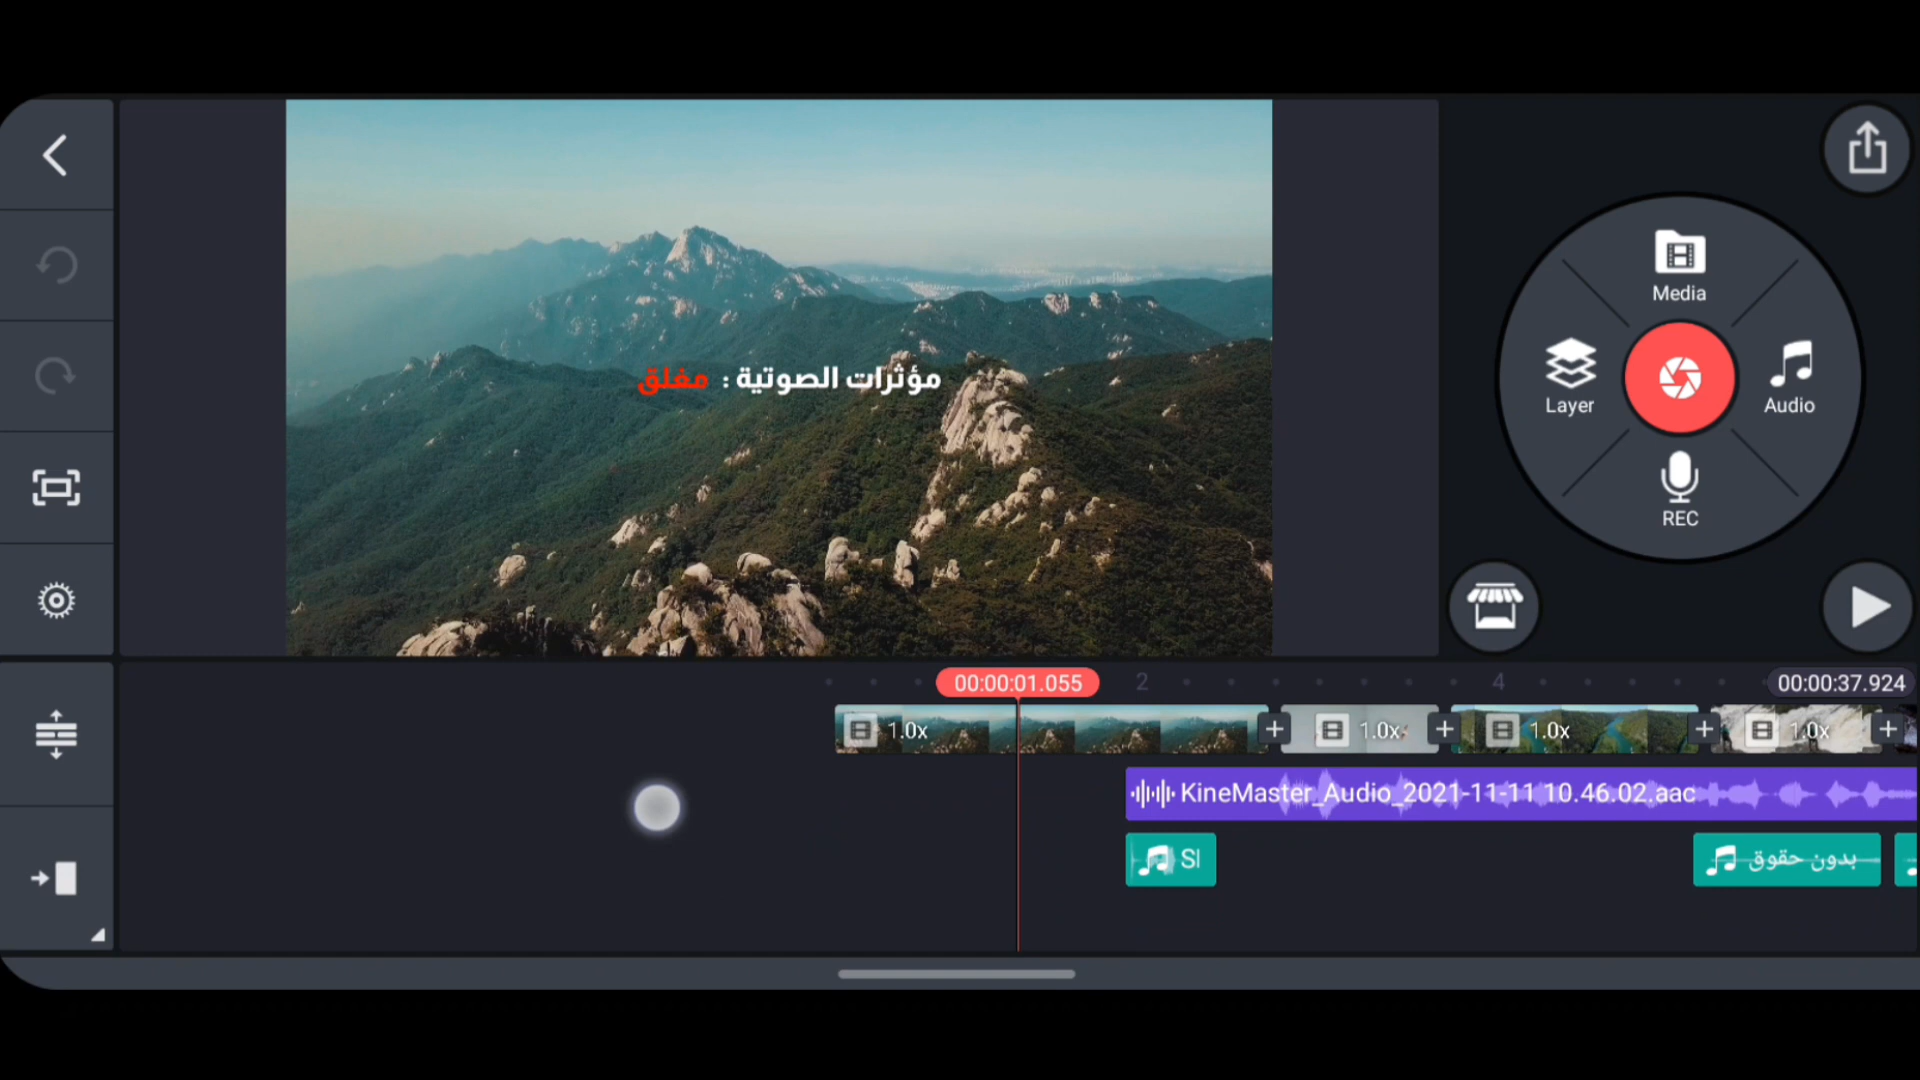 مؤثرات الصوتية : مغلق
Media
Layer
Audio
REC
00:00:01.055
2
4
00:00:37.924
1.0x
1.0x
1.0x
1.0x
KineMaster_Audio_2021-11-11 10.46.02.aac
Sl
بدون حقوق